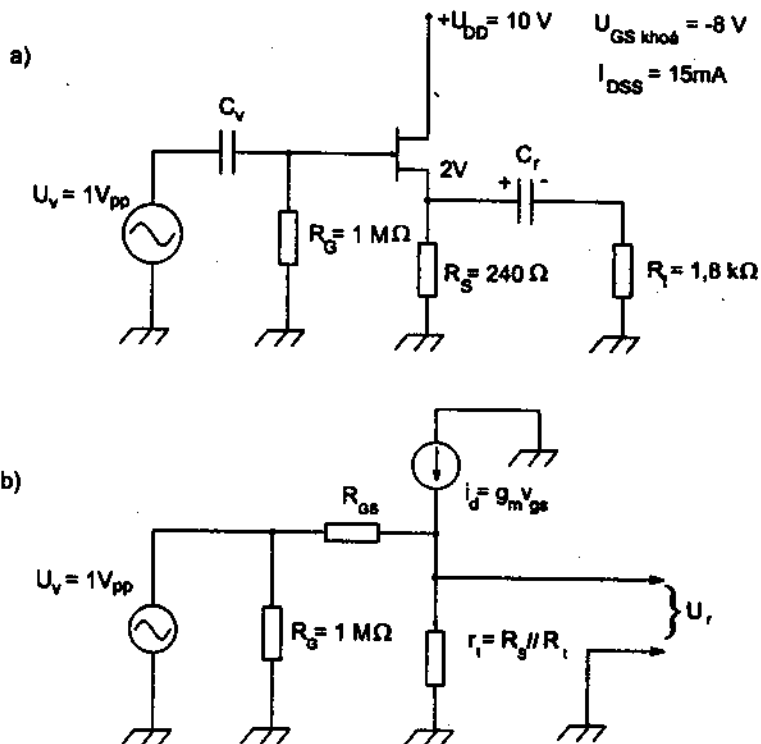 a)
+U_DD = 10 V
U_GS khoá = -8 V
I_DSS = 15mA
C_v
2V
C_r
+ -
U_v = 1V_pp
R_G = 1 MΩ
R_S = 240 Ω
R_t = 1,8 kΩ
b)
R_GS
i_d = g_m v_gs
U_v = 1V_pp
R_G = 1 MΩ
r_t = R_S // R_t
} U_r